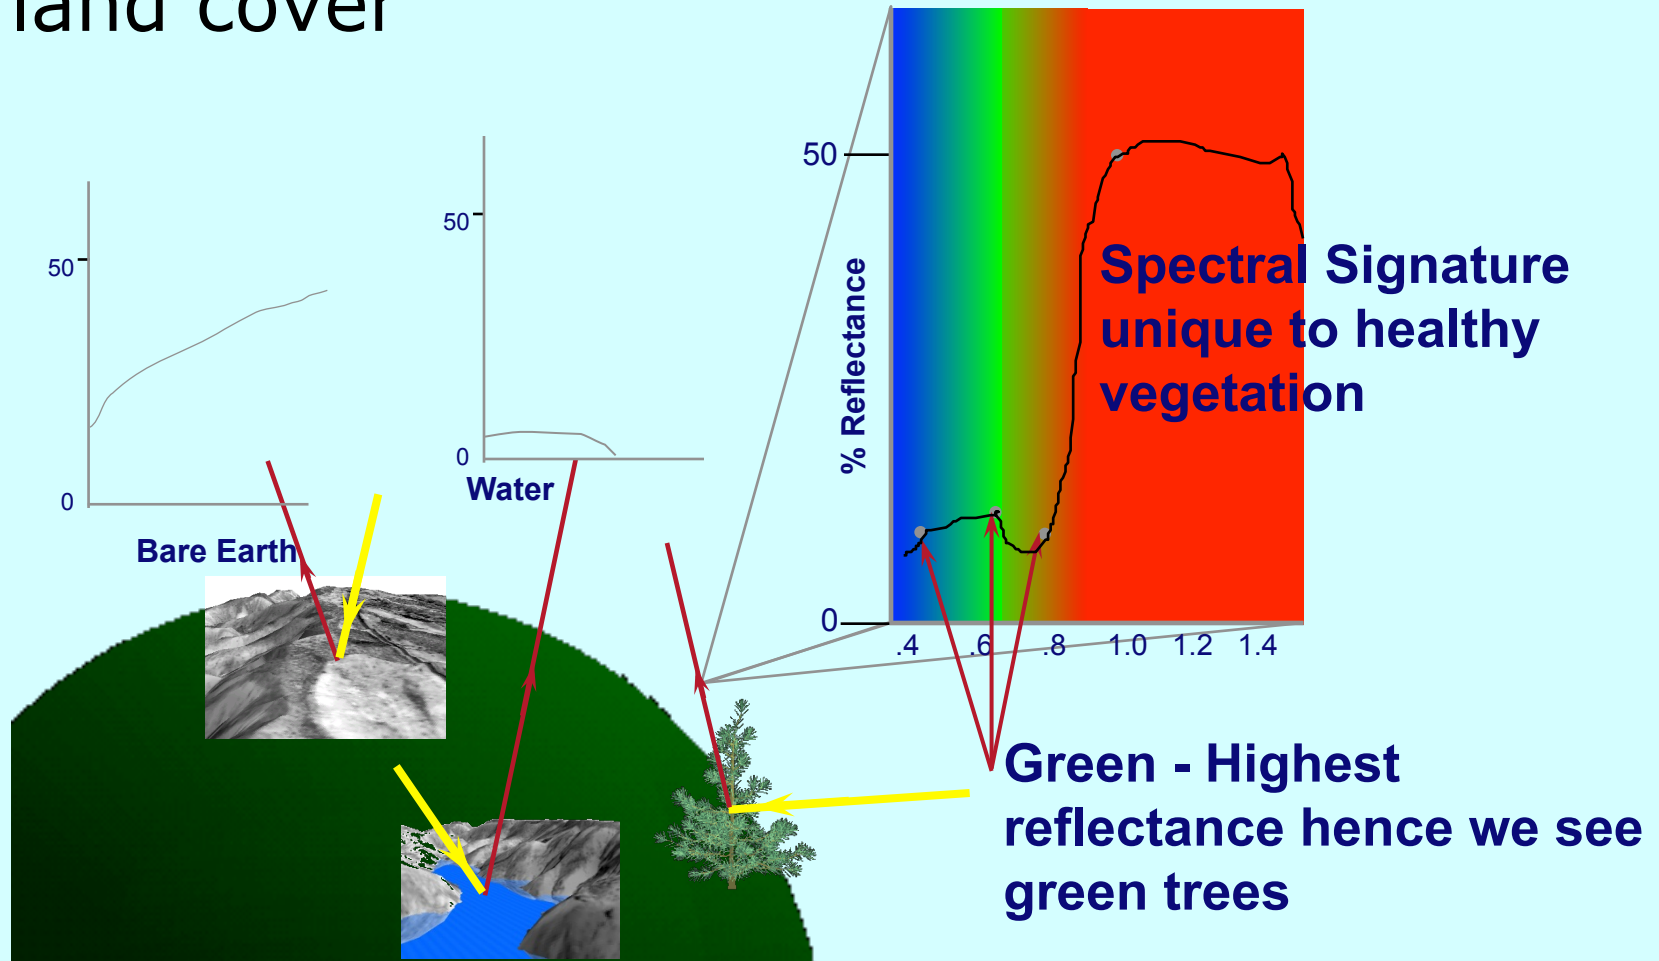 land cover
50
0
Bare Earth
50
0
Water
% Reflectance
50
0
.4 .6 .8 1.0 1.2 1.4
Spectral Signature
unique to healthy
vegetation
Green - Highest
reflectance hence we see
green trees